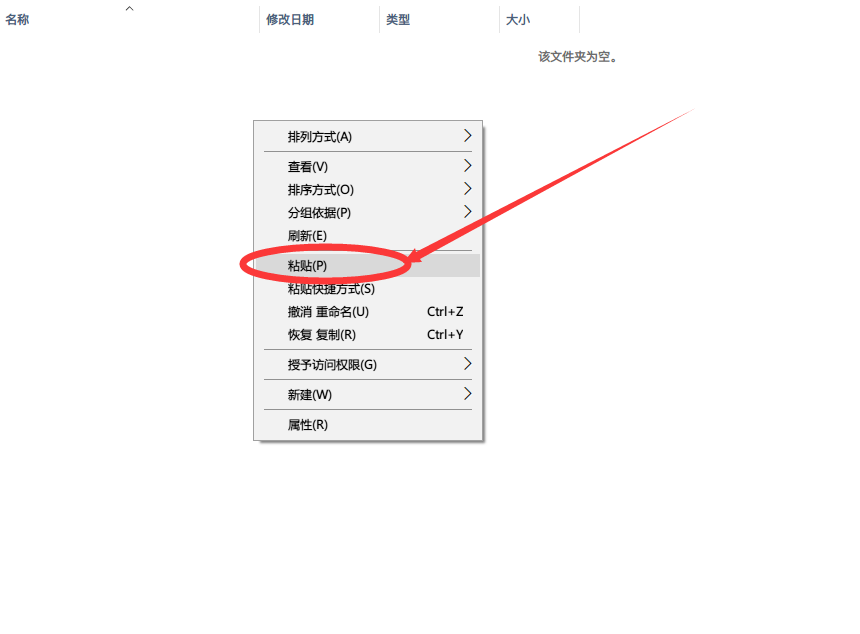 名称 修改日期 类型 大小
该文件夹为空。
排列方式(A)
查看(V)
排序方式(O)
分组依据(P)
刷新(E)
粘贴(P)
粘贴快捷方式(S)
撤消 重命名(U) Ctrl+Z
恢复 复制(R) Ctrl+Y
授予访问权限(G)
新建(W)
属性(R)